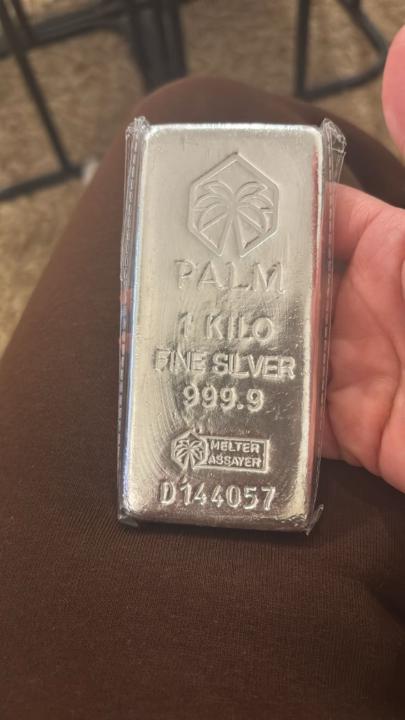 PALM
1 KILO
FINE SILVER
999.9
MELTER
ASSAYER
D144057